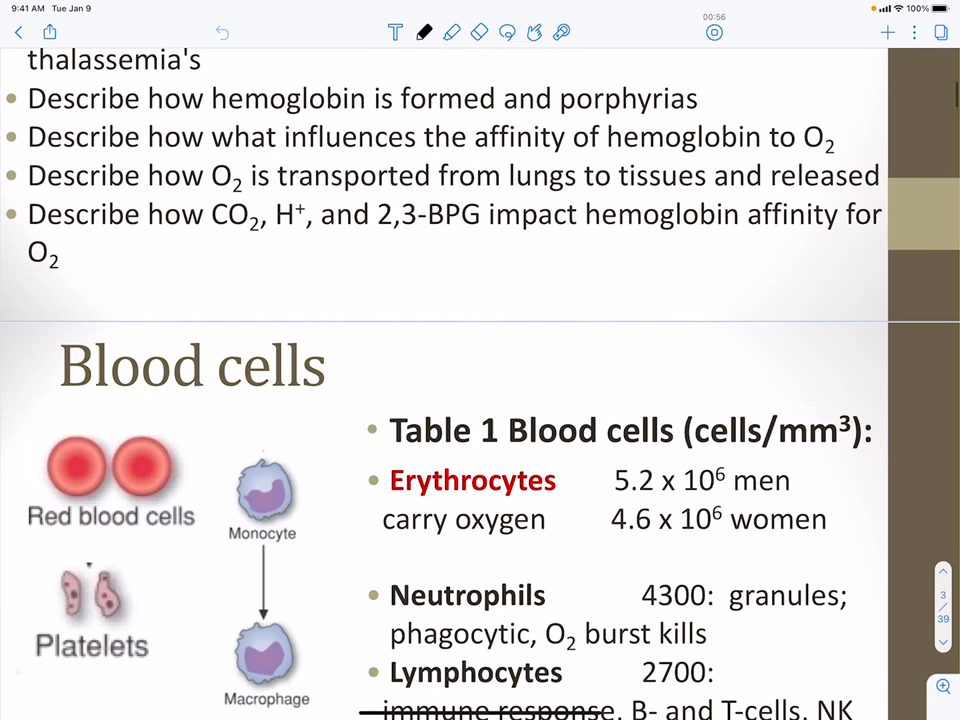 9:41 AM Tue Jan 9
100%
00:56
thalassemia's
• Describe how hemoglobin is formed and porphyrias
• Describe how what influences the affinity of hemoglobin to O₂
• Describe how O₂ is transported from lungs to tissues and released
• Describe how CO₂, H⁺, and 2,3-BPG impact hemoglobin affinity for
O₂
Blood cells
• Table 1 Blood cells (cells/mm³):
• Erythrocytes 5.2 x 10⁶ men
carry oxygen 4.6 x 10⁶ women
• Neutrophils 4300: granules;
phagocytic, O₂ burst kills
• Lymphocytes 2700:
immune response, B- and T-cells, NK
Red blood cells
Monocyte
Platelets
Macrophage
3
/
39